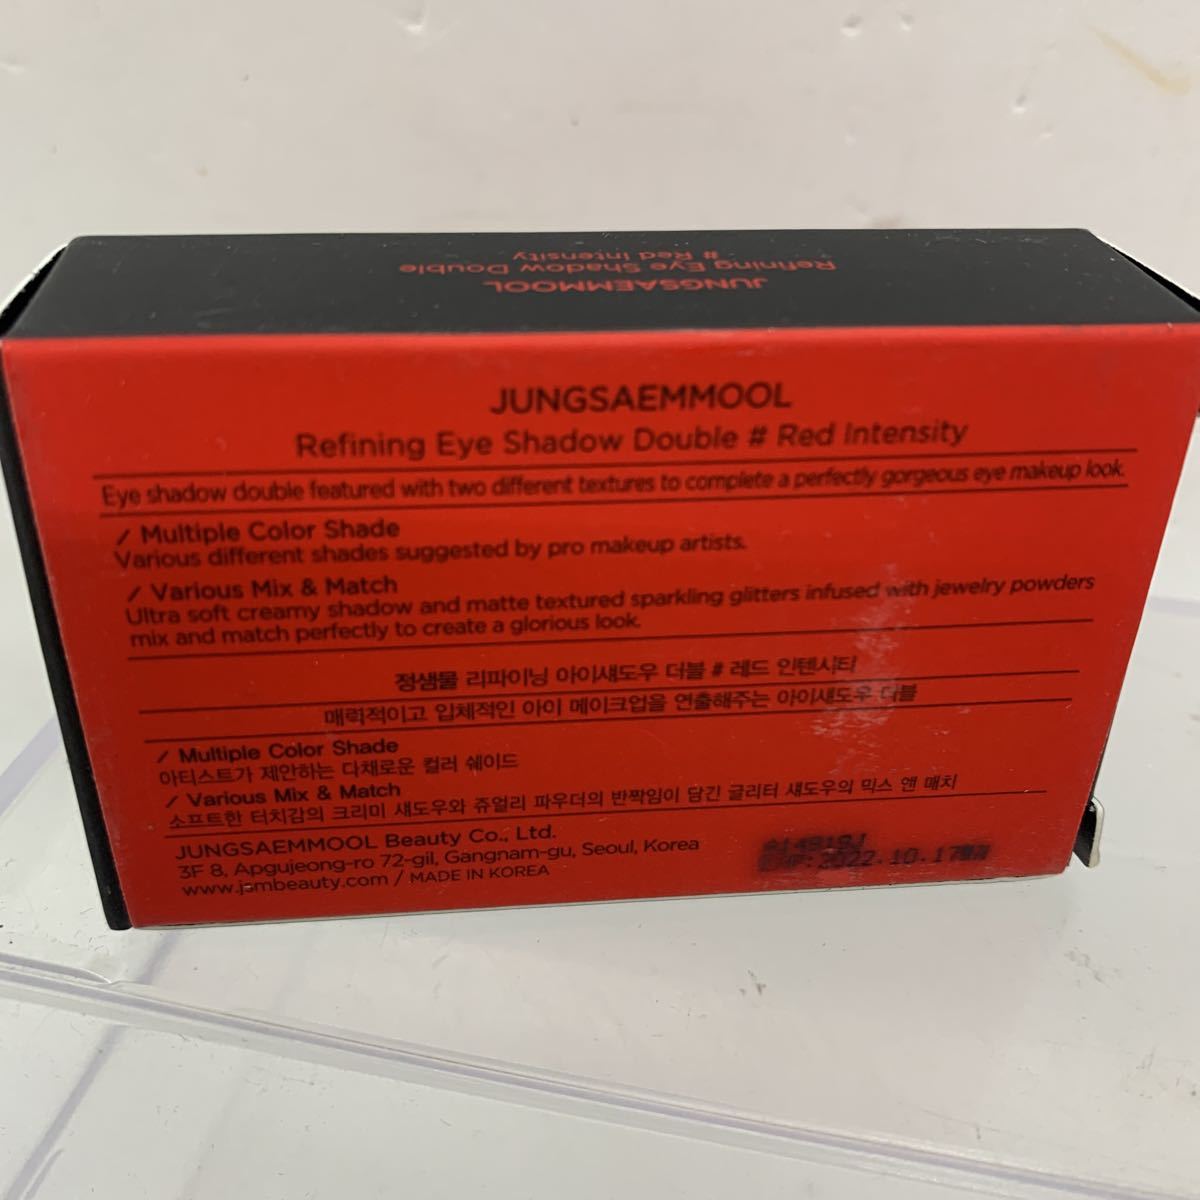 JUNGSAEMMOOL
Refining Eye Shadow Double
# Red Intensity
JUNGSAEMMOOL
Refining Eye Shadow Double # Red Intensity
Eye shadow double featured with two different textures to complete a perfectly gorgeous eye makeup look.
/ Multiple Color Shade
Various different shades suggested by pro makeup artists.
/ Various Mix & Match
Ultra soft creamy shadow and matte textured sparkling glitters infused with jewelry powders
mix and match perfectly to create a glorious look.
정샘물 리파이닝 아이섀도우 더블 # 레드 인텐시티
매력적이고 입체적인 아이 메이크업을 연출해주는 아이섀도우 더블
/ Multiple Color Shade
아티스트가 제안하는 다채로운 컬러 쉐이드
/ Various Mix & Match
소프트한 터치감의 크리미 섀도우와 쥬얼리 파우더의 반짝임이 담긴 글리터 섀도우의 믹스 앤 매치
JUNGSAEMMOOL Beauty Co., Ltd.
3F 8, Apgujeong-ro 72-gil, Gangnam-gu, Seoul, Korea
www.jsmbeauty.com / MADE IN KOREA
2022.10.17